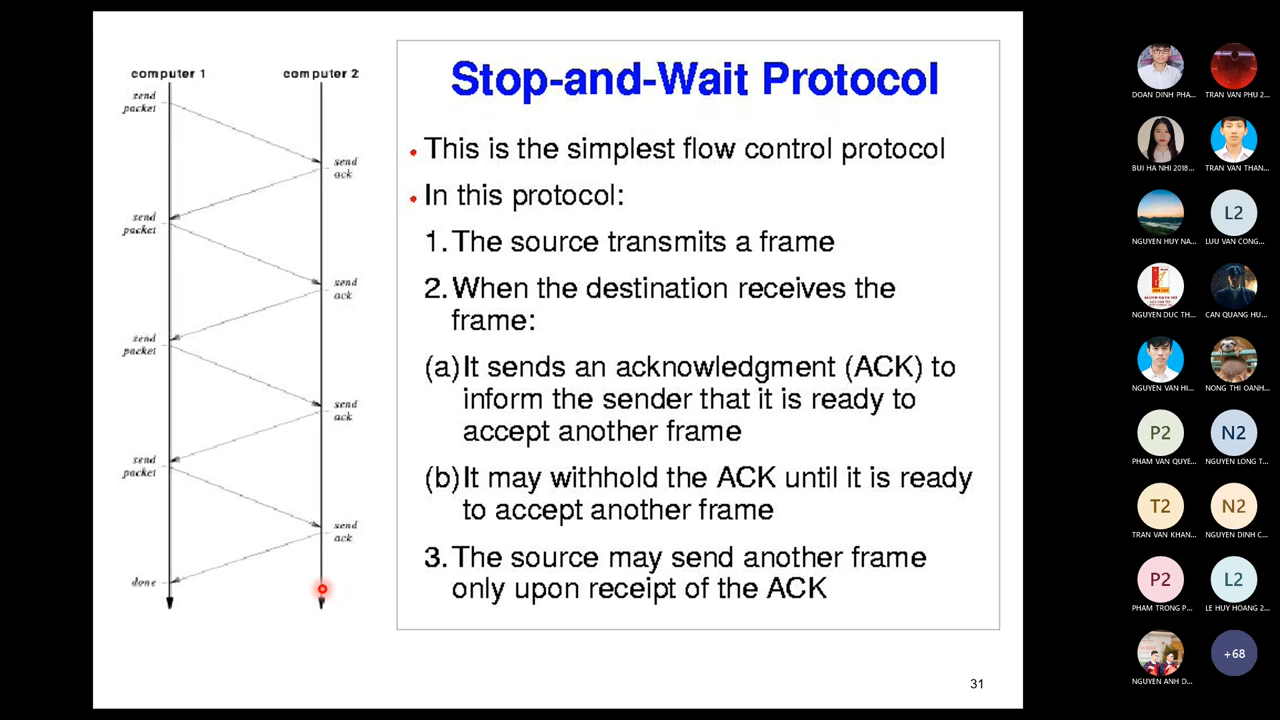 computer 1
computer 2
send
packet
send
ack
send
packet
send
ack
send
packet
send
ack
send
packet
send
ack
done
Stop-and-Wait Protocol
• This is the simplest flow control protocol
• In this protocol:
1. The source transmits a frame
2. When the destination receives the
frame:
(a) It sends an acknowledgment (ACK) to
inform the sender that it is ready to
accept another frame
(b) It may withhold the ACK until it is ready
to accept another frame
3. The source may send another frame
only upon receipt of the ACK
31
DOAN DINH PHA...
TRAN VAN PHU 2...
BUI HA NHI 2018...
TRAN VAN THAN...
L2
NGUYEN HUY NA...
LUU VAN CONG...
NGUYEN DUC TH...
CAN QUANG HU...
NGUYEN VAN HI...
NONG THI OANH...
P2
N2
PHAM VAN QUYE...
NGUYEN LONG T...
T2
N2
TRAN VAN KHAN...
NGUYEN DINH C...
P2
L2
PHAM TRONG P...
LE HUY HOANG 2...
+68
NGUYEN ANH D...